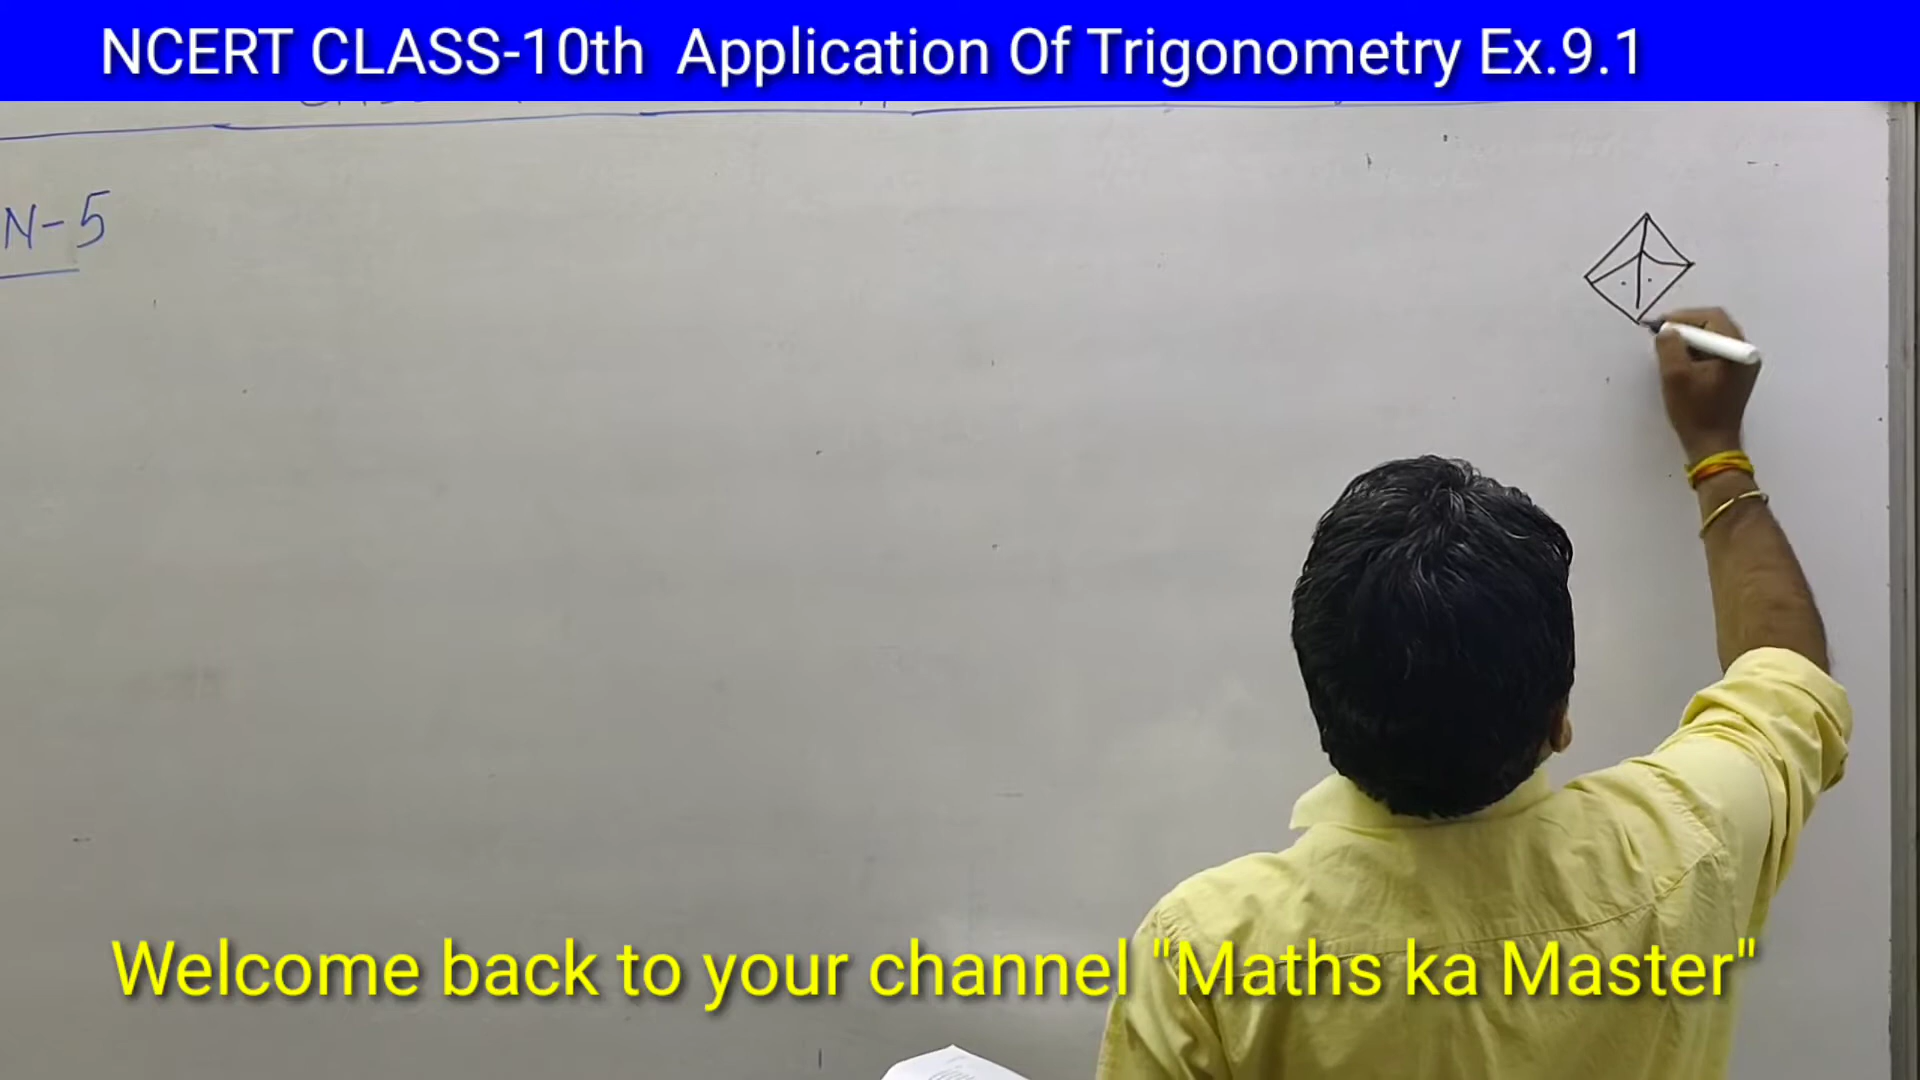 NCERT CLASS-10th Application Of Trigonometry Ex.9.1
N-5
Welcome back to your channel "Maths ka Master"